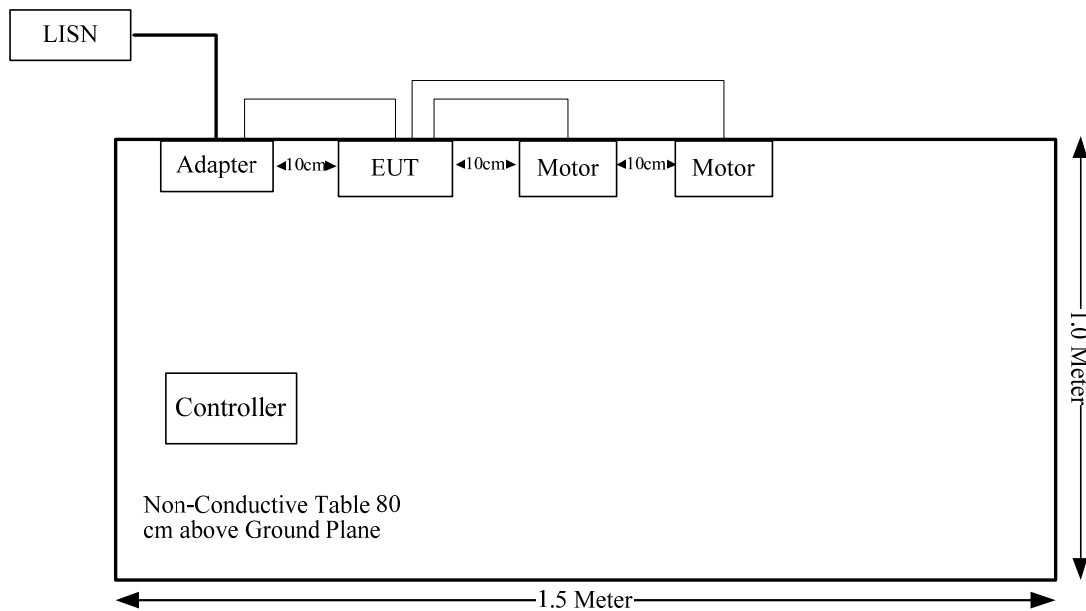 LISN
Adapter
10cm
EUT
10cm
Motor
10cm
Motor
1.0 Meter
Controller
Non-Conductive Table 80
cm above Ground Plane
1.5 Meter